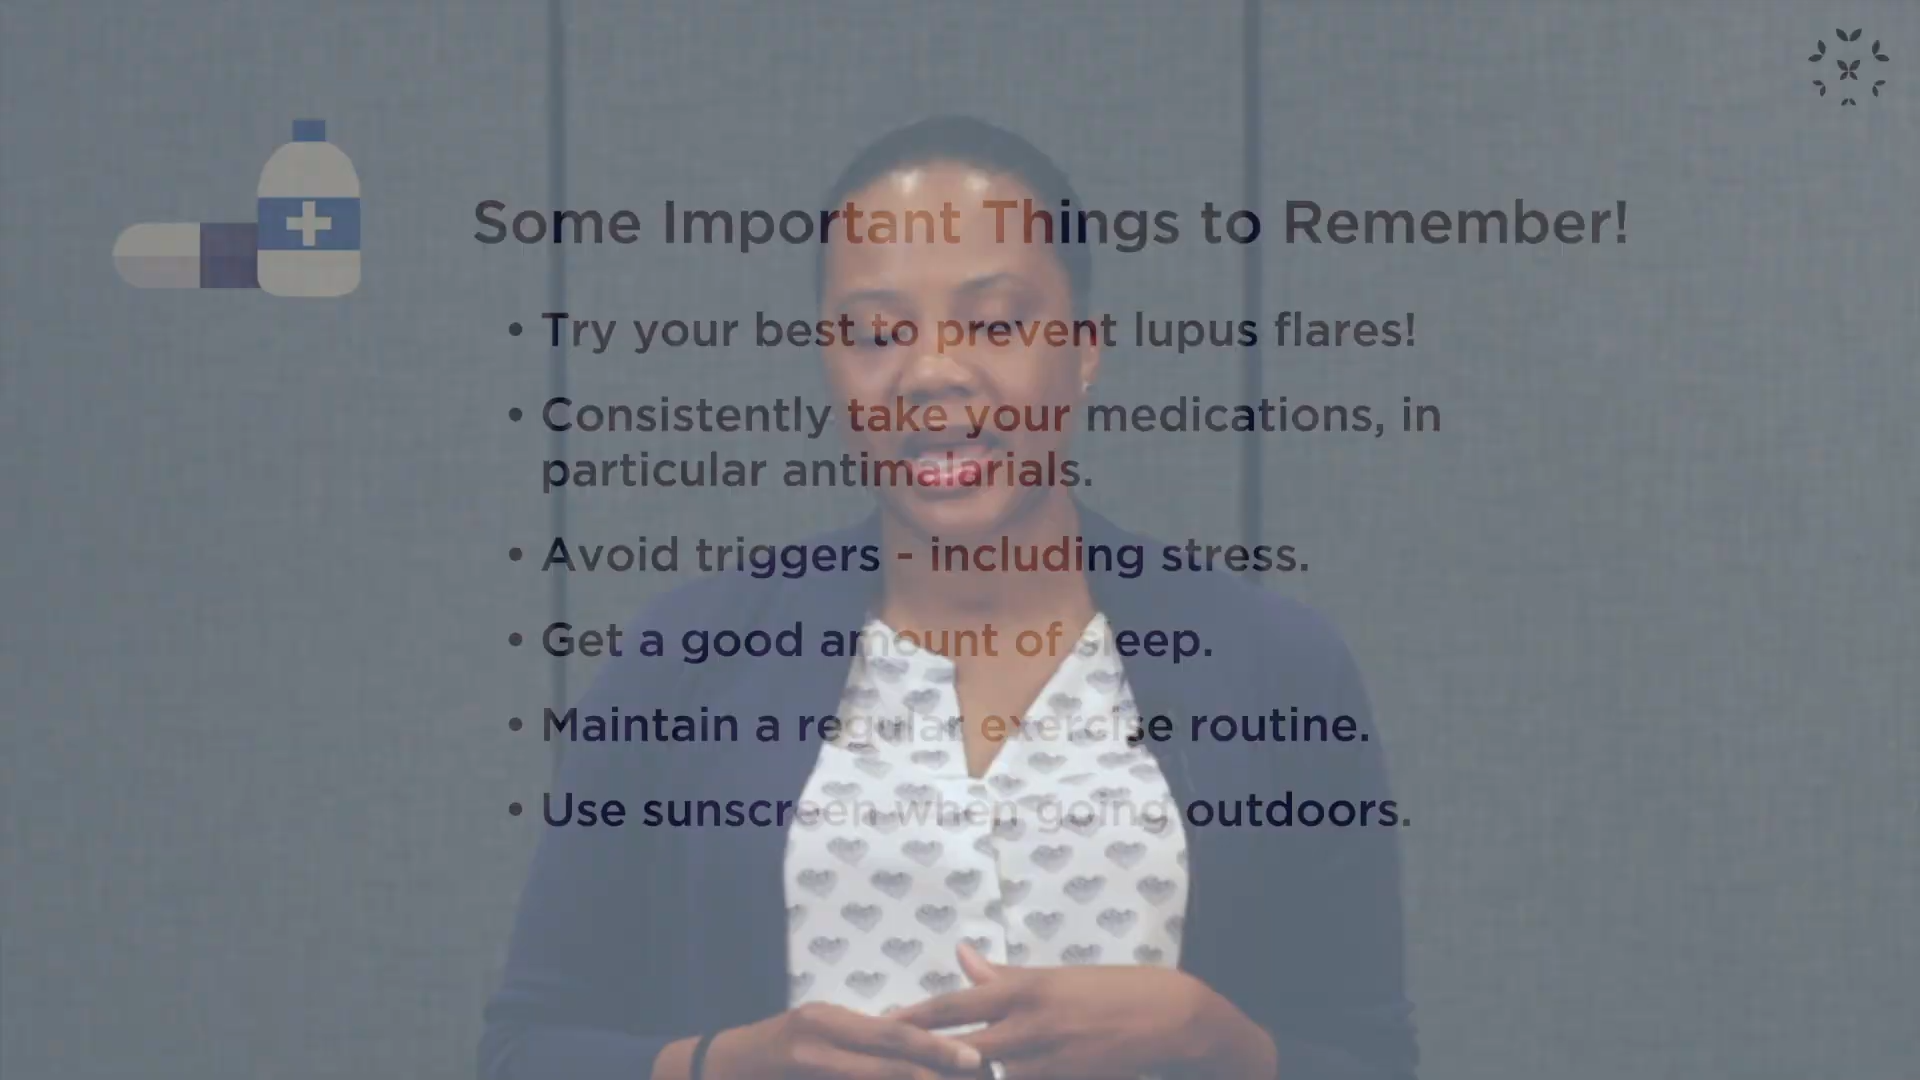 Some Important Things to Remember!
• Try your best to prevent lupus flares!
• Consistently take your medications, in
particular antimalarials.
• Avoid triggers - including stress.
• Get a good amount of sleep.
• Maintain a regular exercise routine.
• Use sunscreen when going outdoors.